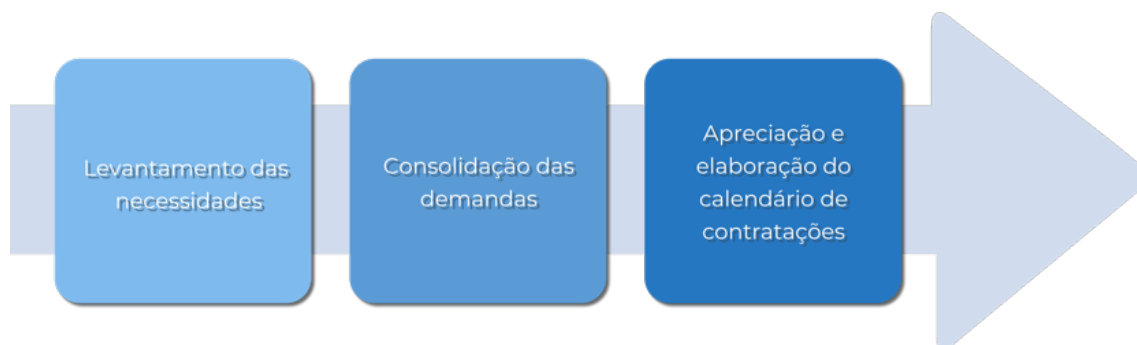 Levantamento das
necessidades
Consolidação das
demandas
Apreciação e
elaboração do
calendário de
contratações